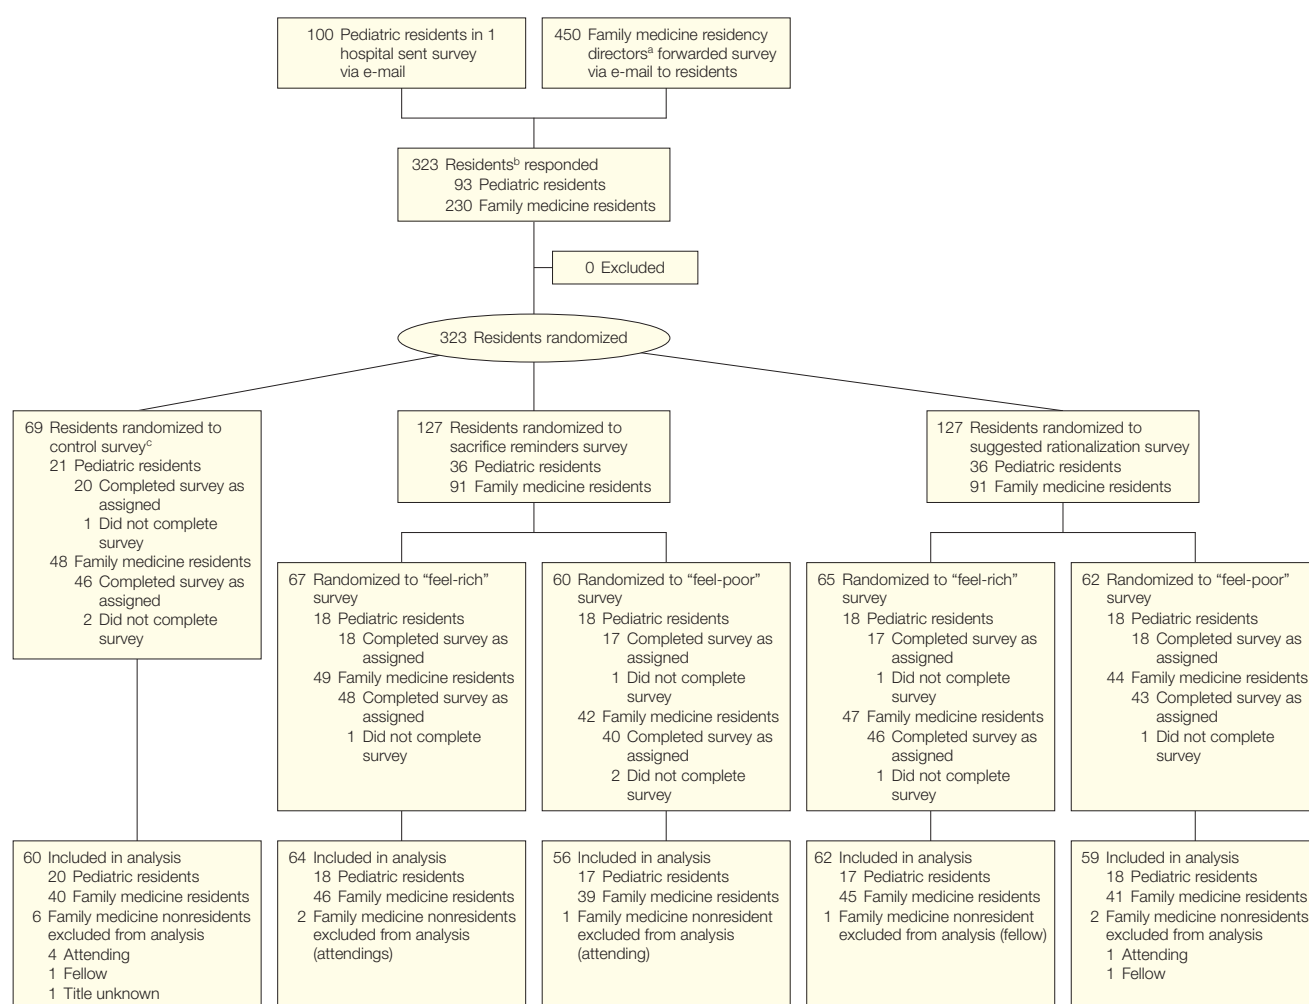 100 Pediatric residents in 1
hospital sent survey
via e-mail
450 Family medicine residency
directorsᵃ forwarded survey
via e-mail to residents
323 Residentsᵇ responded
93 Pediatric residents
230 Family medicine residents
0 Excluded
323 Residents randomized
69 Residents randomized to
control surveyᶜ
21 Pediatric residents
20 Completed survey as
assigned
1 Did not complete
survey
48 Family medicine residents
46 Completed survey as
assigned
2 Did not complete
survey
127 Residents randomized to
sacrifice reminders survey
36 Pediatric residents
91 Family medicine residents
127 Residents randomized to
suggested rationalization survey
36 Pediatric residents
91 Family medicine residents
67 Randomized to “feel-rich”
survey
18 Pediatric residents
18 Completed survey as
assigned
49 Family medicine residents
48 Completed survey as
assigned
1 Did not complete
survey
60 Randomized to “feel-poor”
survey
18 Pediatric residents
17 Completed survey as
assigned
1 Did not complete
survey
42 Family medicine residents
40 Completed survey as
assigned
2 Did not complete
survey
65 Randomized to “feel-rich”
survey
18 Pediatric residents
17 Completed survey as
assigned
1 Did not complete
survey
47 Family medicine residents
46 Completed survey as
assigned
1 Did not complete
survey
62 Randomized to “feel-poor”
survey
18 Pediatric residents
18 Completed survey as
assigned
44 Family medicine residents
43 Completed survey as
assigned
1 Did not complete
survey
60 Included in analysis
20 Pediatric residents
40 Family medicine residents
6 Family medicine nonresidents
excluded from analysis
4 Attending
1 Fellow
1 Title unknown
64 Included in analysis
18 Pediatric residents
46 Family medicine residents
2 Family medicine nonresidents
excluded from analysis
(attendings)
56 Included in analysis
17 Pediatric residents
39 Family medicine residents
1 Family medicine nonresident
excluded from analysis
(attending)
62 Included in analysis
17 Pediatric residents
45 Family medicine residents
1 Family medicine nonresident
excluded from analysis (fellow)
59 Included in analysis
18 Pediatric residents
41 Family medicine residents
2 Family medicine nonresidents
excluded from analysis
1 Attending
1 Fellow